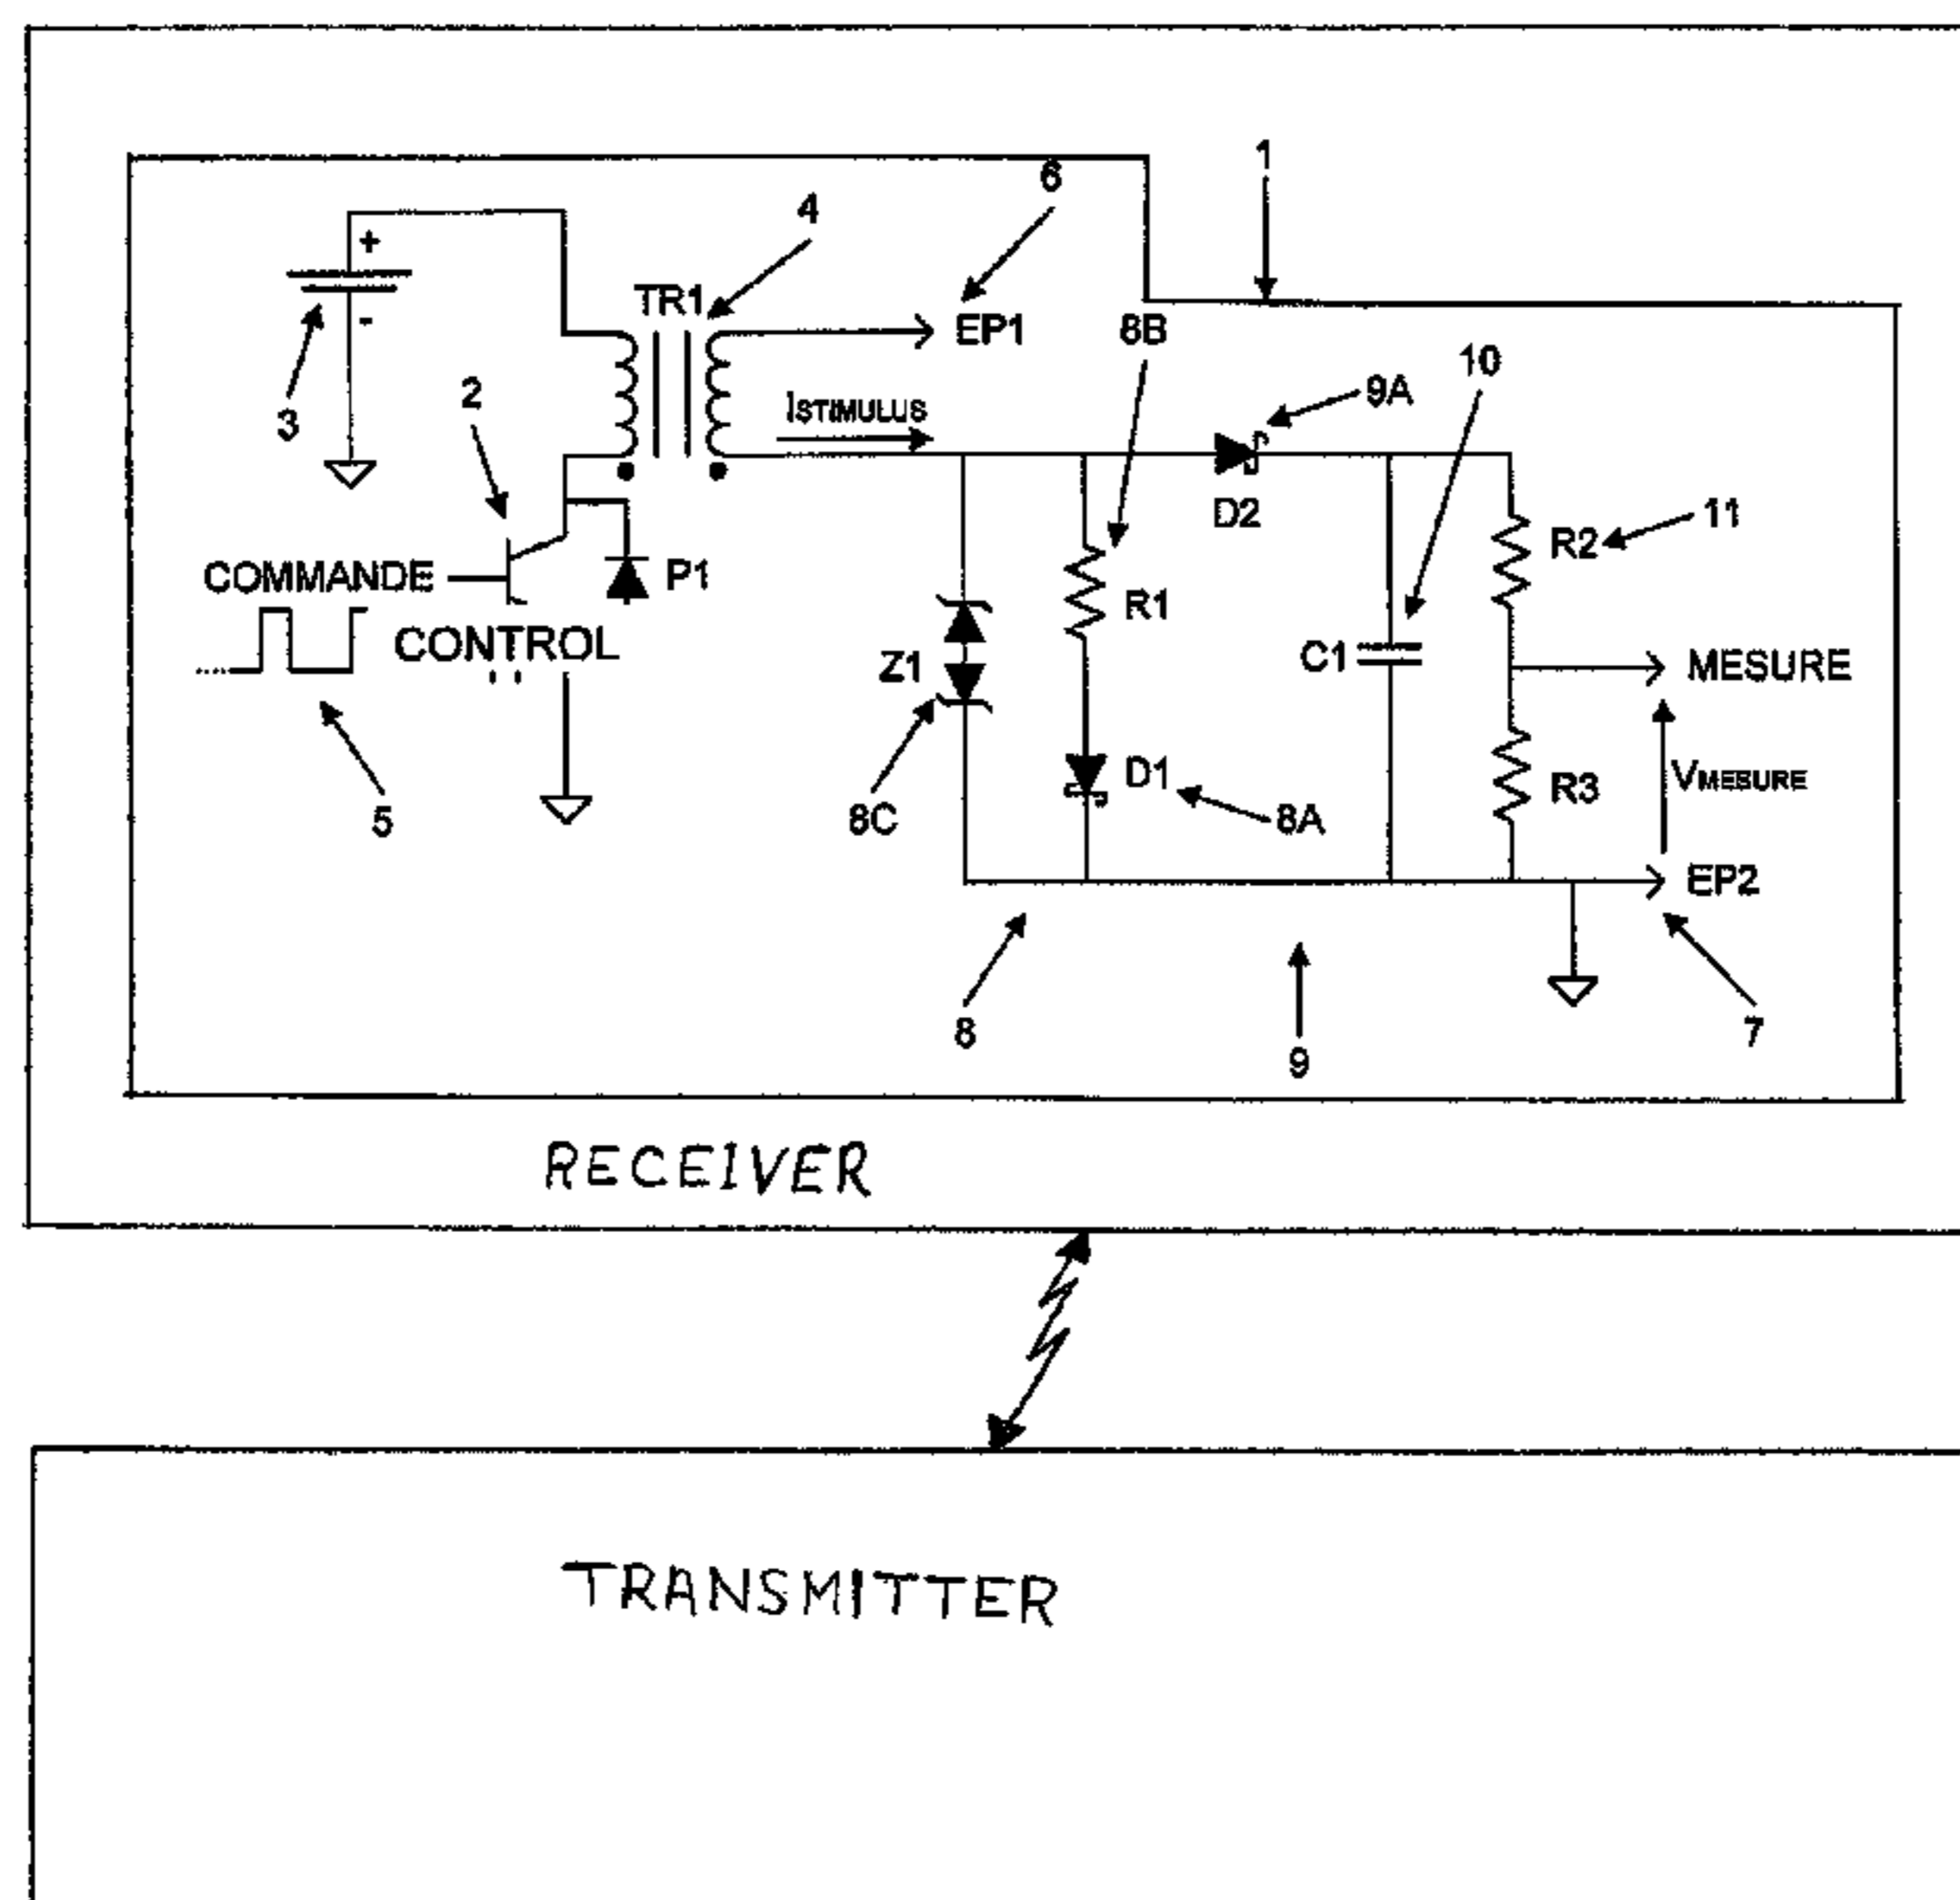 1
6
4
+
TR1
-
EP1
8B
3
2
10
9A
ISTIMULUS
D2
R2
11
COMMANDE
P1
R1
CONTROL
Z1
C1
MESURE
D1
VMESURE
R3
5
8C
8A
EP2
8
9
7
RECEIVER
TRANSMITTER